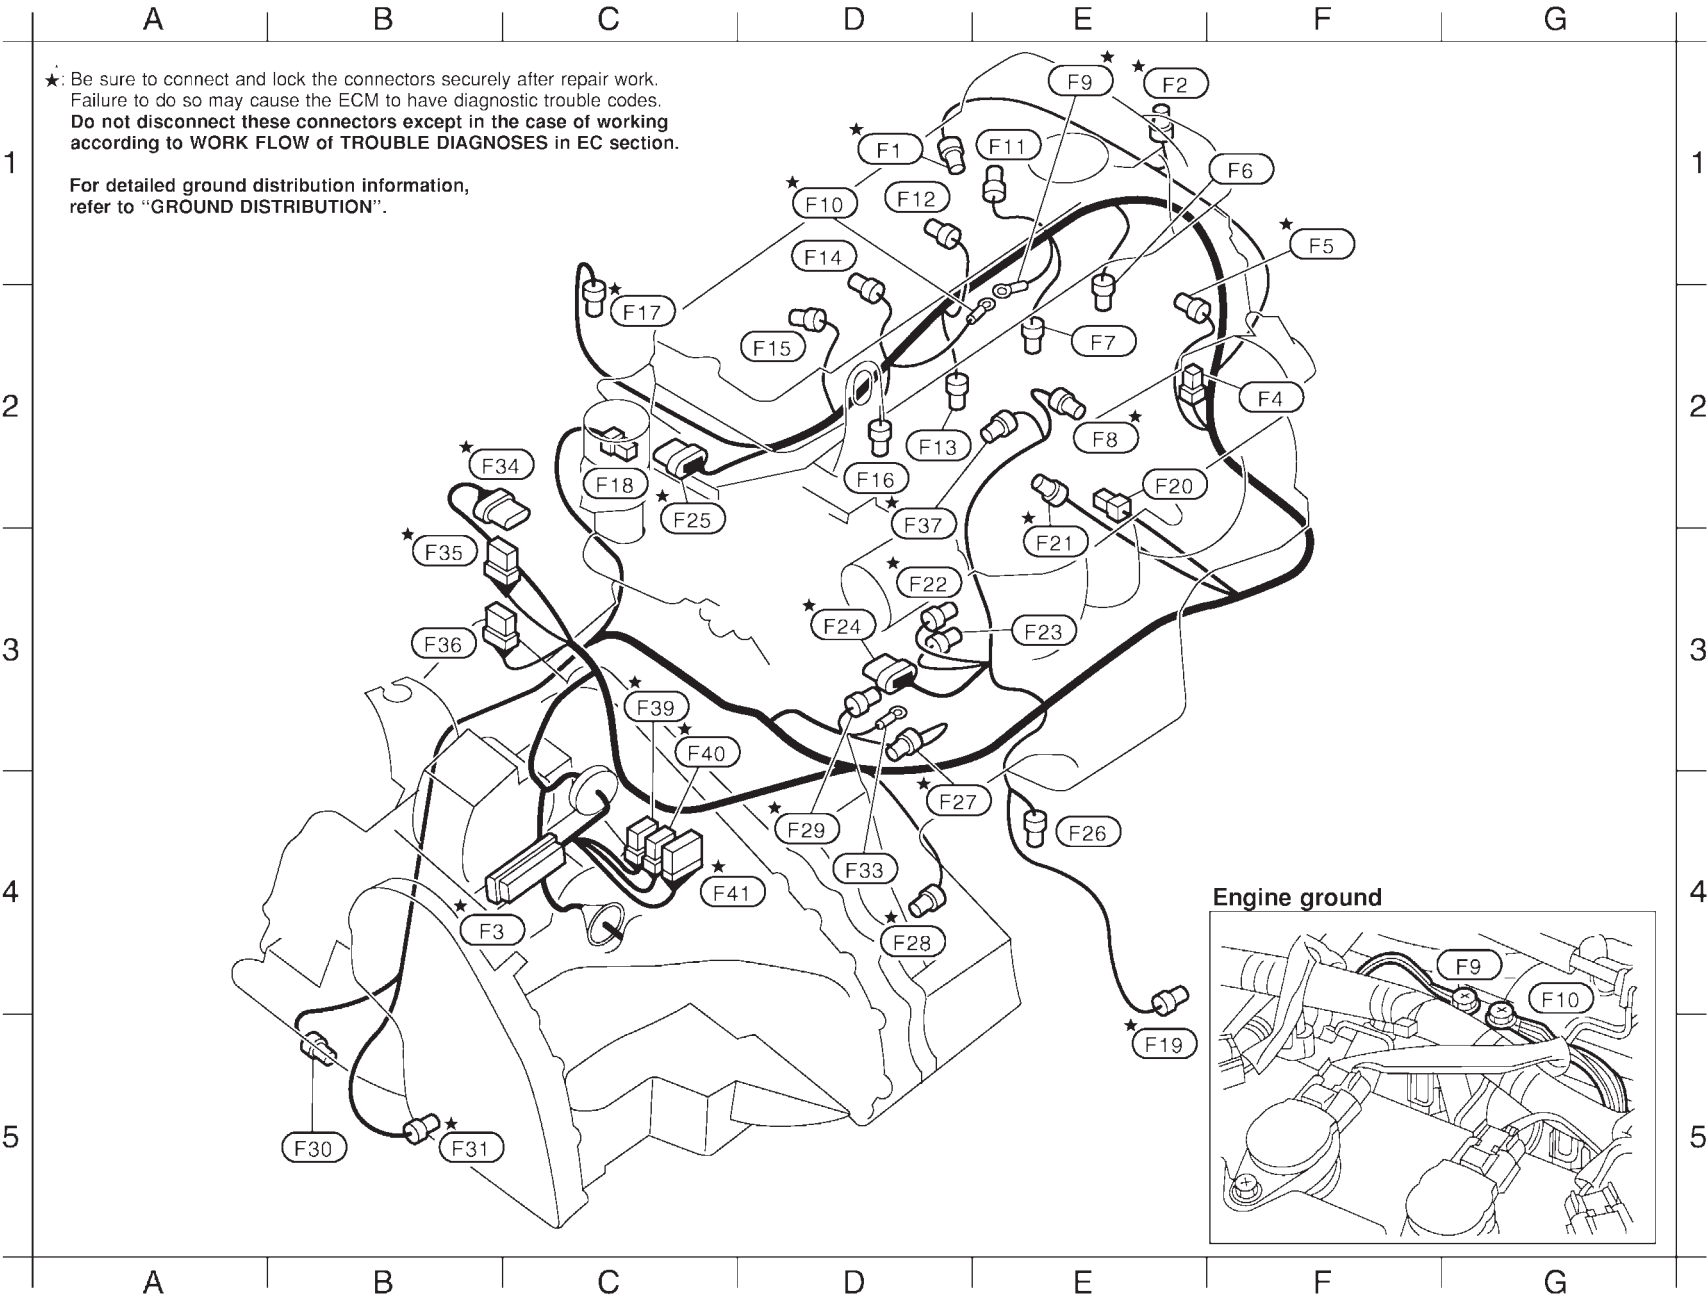 A B C D E F G
★: Be sure to connect and lock the connectors securely after repair work.
Failure to do so may cause the ECM to have diagnostic trouble codes.
Do not disconnect these connectors except in the case of working
according to WORK FLOW of TROUBLE DIAGNOSES in EC section.
For detailed ground distribution information,
refer to “GROUND DISTRIBUTION”.
★ F9
★ F2
1
★ F1
F11
1
F6
★ F10
F12
★ F5
F14
★ F17
F15
F7
2
F4
2
F13
★ F8
★ F34
F18
F16
F20
★ F25
★ F37
★ F21
★ F35
★ F22
★ F24
F23
3
F36
3
★ F39
★ F40
★ F27
★ F29
F26
F33
4
★ F41
4
★ F3
★ F28
Engine ground
F9
F10
★ F19
5
F30
★ F31
5
A B C D E F G